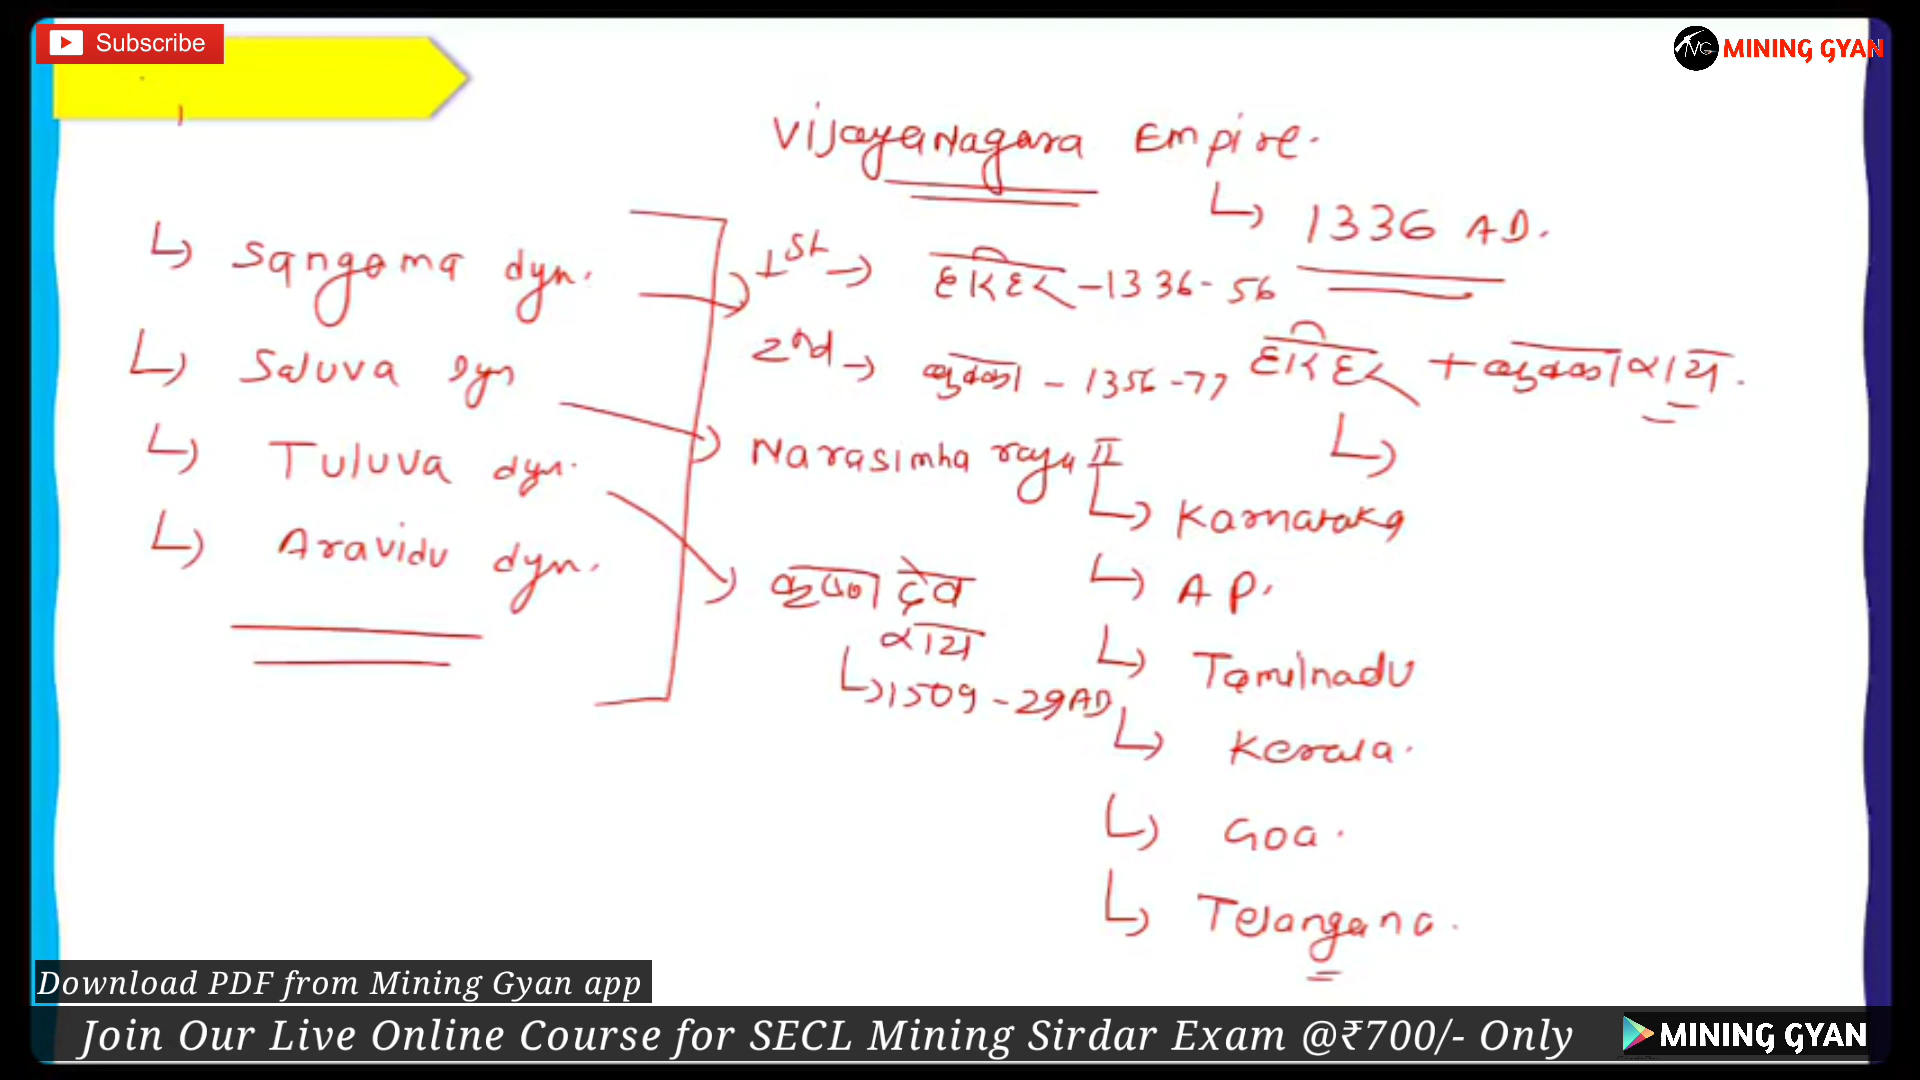 Subscribe
MINING GYAN
Vijayanagara Empire.
↳ 1336 AD.
↳ Sangama dyn.
↳ Saluva Dyn
↳ Tuluva dyn.
↳ Aravidu dyn.
1st → हरिहर - 1336-56
2nd → बुक्का - 1356-77
हरिहर + बुक्का राय.
Narasimha raya II
कृष्ण देव
राय
↳ 1509-29 AD
↳ Karnataka
↳ A P.
↳ Tamilnadu
↳ Kerala.
↳ Goa.
↳ Telangana.
Download PDF from Mining Gyan app
Join Our Live Online Course for SECL Mining Sirdar Exam @₹700/- Only
MINING GYAN